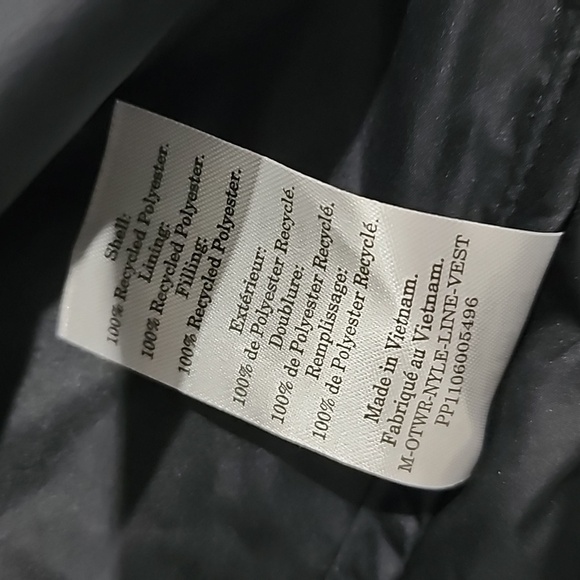 Shell:
100% Recycled Polyester.
Lining:
100% Recycled Polyester.
Filling:
100% Recycled Polyester.
Extérieur:
100% de Polyester Recyclé.
Doublure:
100% de Polyester Recyclé.
Remplissage:
100% de Polyester Recyclé.
Made in Vietnam.
Fabriqué au Vietnam.
M-OTWR-NYLE-LINE-VEST
PP1106005496